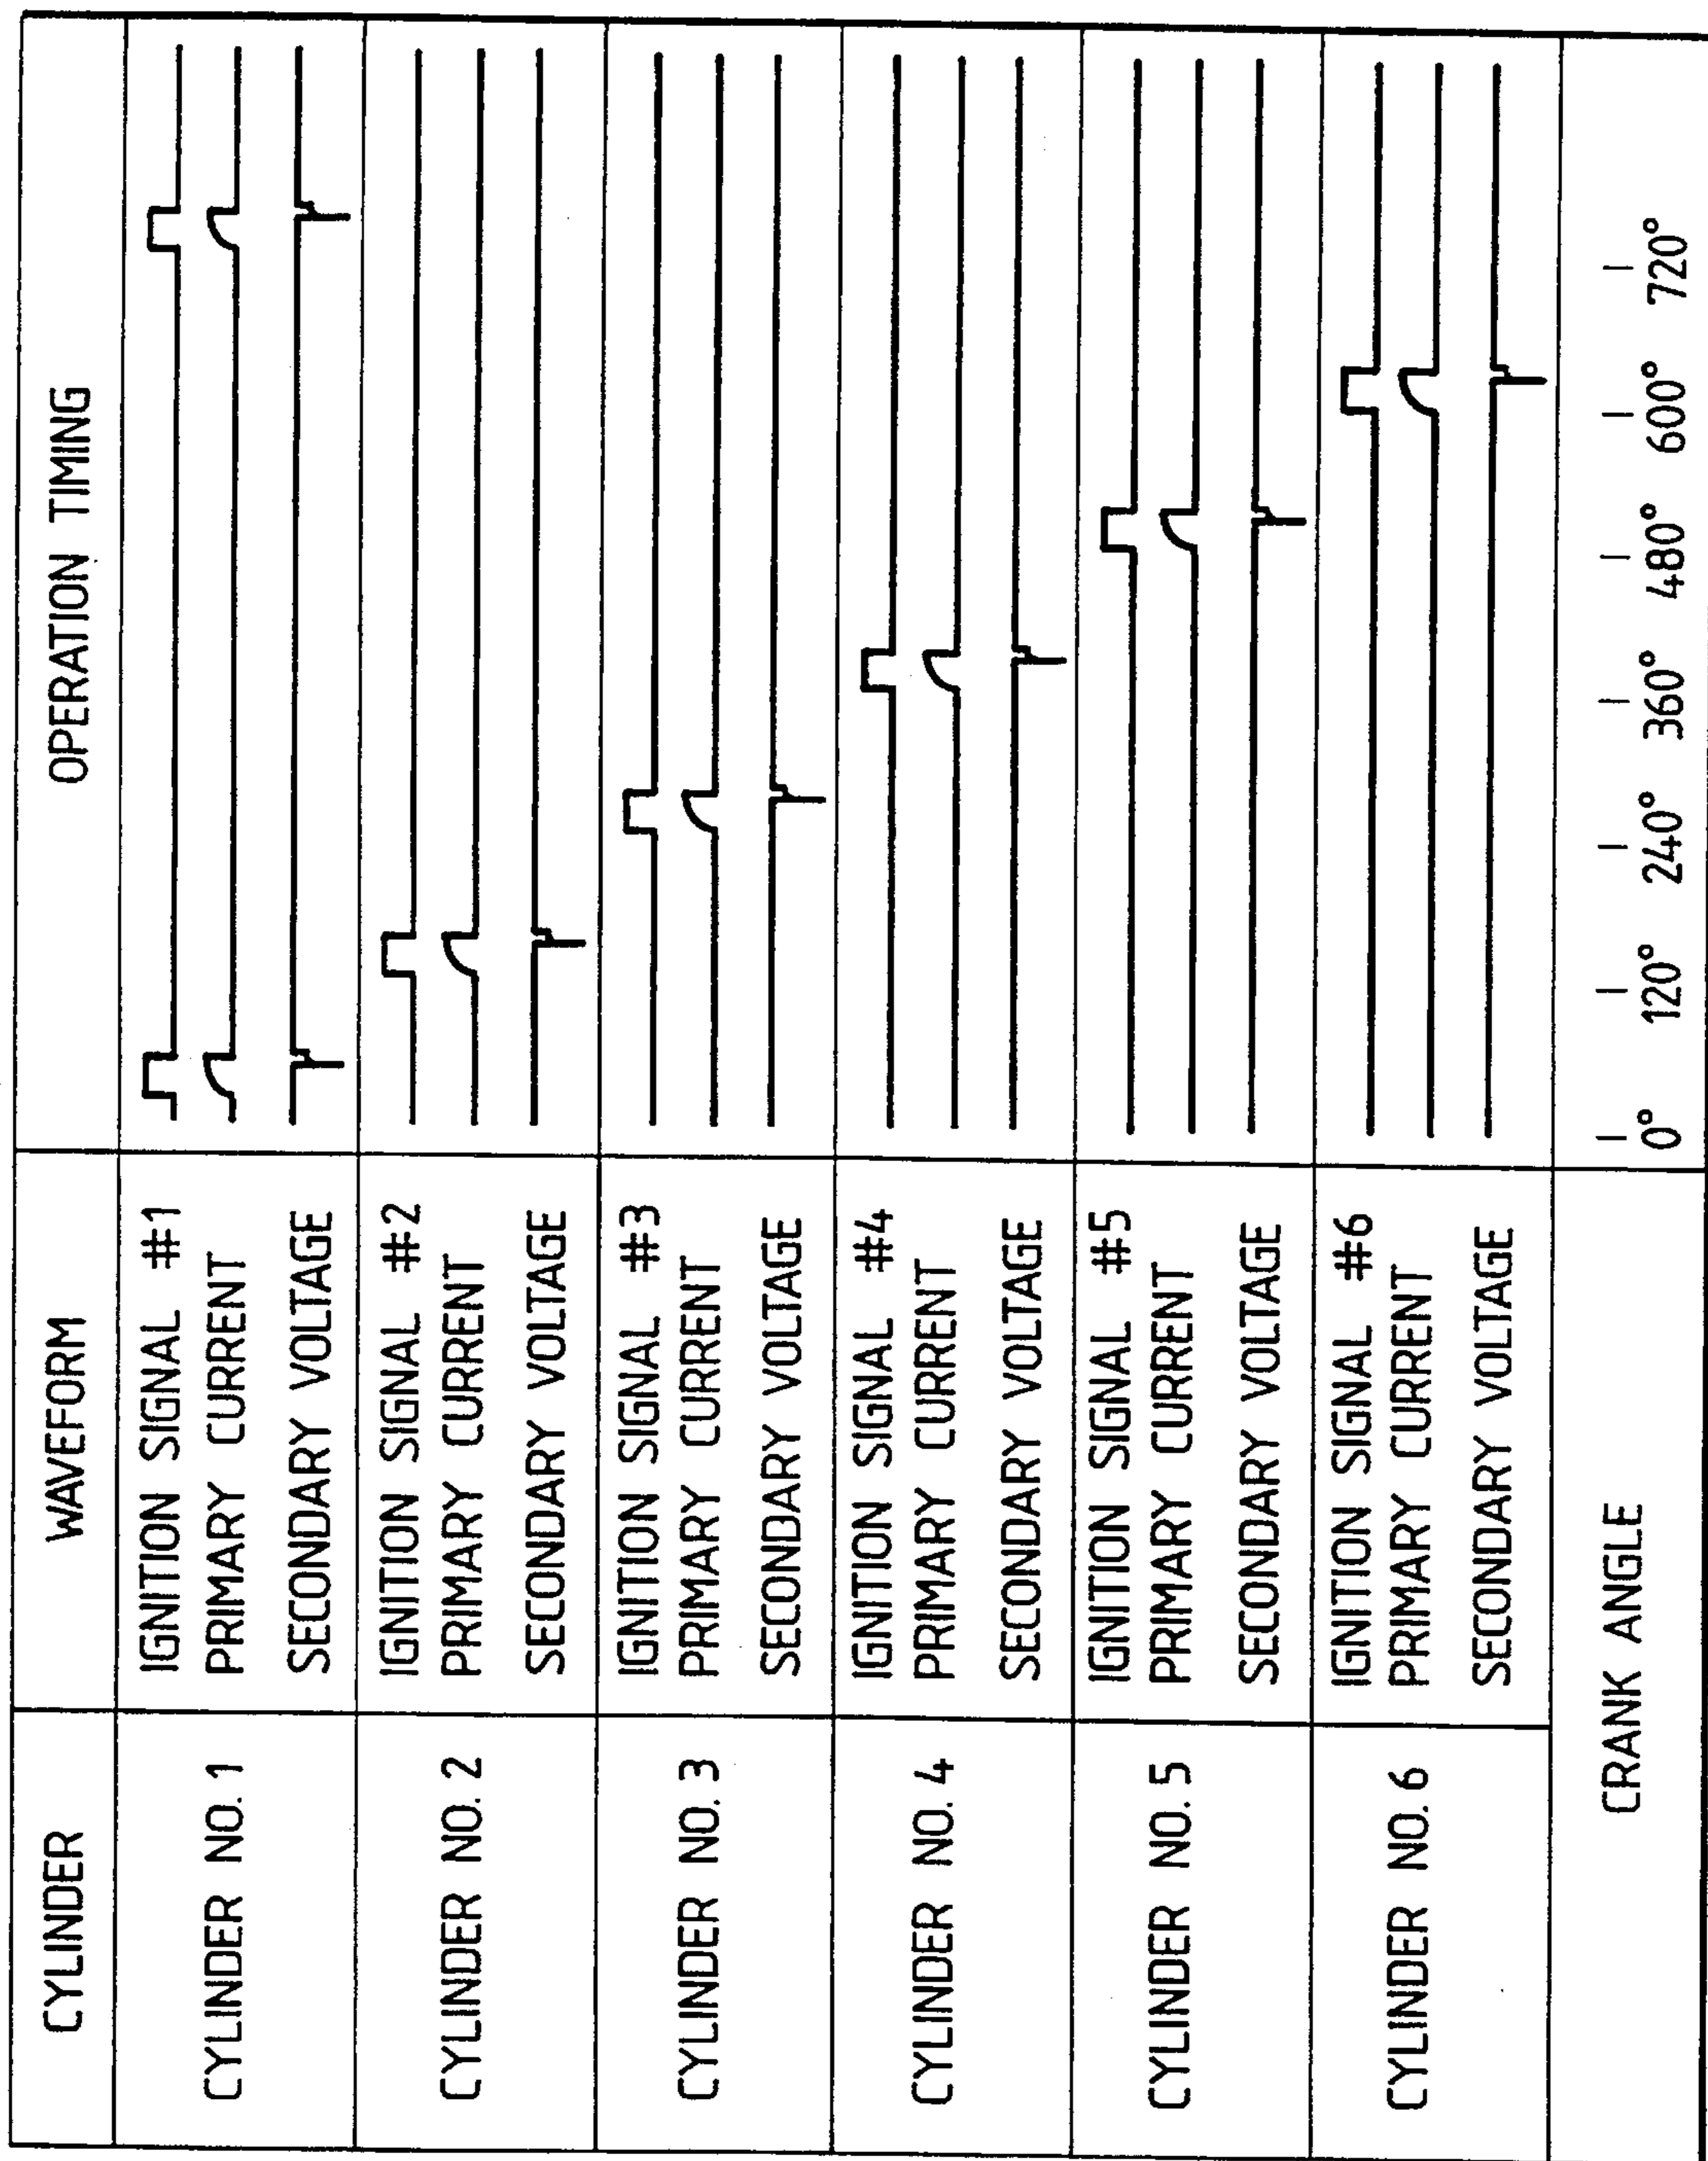 CYLINDER WAVEFORM OPERATION TIMING
CYLINDER NO. 1
IGNITION SIGNAL #1
PRIMARY CURRENT
SECONDARY VOLTAGE
CYLINDER NO. 2
IGNITION SIGNAL #2
PRIMARY CURRENT
SECONDARY VOLTAGE
CYLINDER NO. 3
IGNITION SIGNAL #3
PRIMARY CURRENT
SECONDARY VOLTAGE
CYLINDER NO. 4
IGNITION SIGNAL #4
PRIMARY CURRENT
SECONDARY VOLTAGE
CYLINDER NO. 5
IGNITION SIGNAL #5
PRIMARY CURRENT
SECONDARY VOLTAGE
CYLINDER NO. 6
IGNITION SIGNAL #6
PRIMARY CURRENT
SECONDARY VOLTAGE
CRANK ANGLE
0° 120° 240° 360° 480° 600° 720°